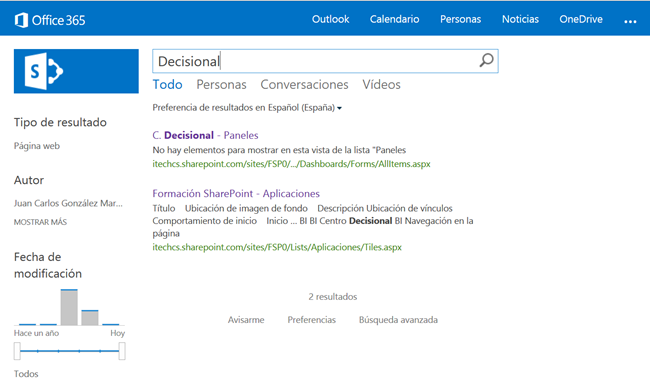 Office 365
Outlook Calendario Personas Noticias OneDrive ...
S
Decisional
Todo Personas Conversaciones Vídeos
Preferencia de resultados en Español (España)
Tipo de resultado
Página web
Autor
Juan Carlos González Mar...
MOSTRAR MÁS
Fecha de
modificación
Hace un año Hoy
Todos
C. Decisional - Paneles
No hay elementos para mostrar en esta vista de la lista "Paneles
itechcs.sharepoint.com/sites/FSP0/.../Dashboards/Forms/AllItems.aspx
Formación SharePoint - Aplicaciones
Título Ubicación de imagen de fondo Descripción Ubicación de vínculos
Comportamiento de inicio Inicio ... BI BI Centro Decisional BI Navegación en la
página
itechcs.sharepoint.com/sites/FSP0/Lists/Aplicaciones/Tiles.aspx
2 resultados
Avisarme Preferencias Búsqueda avanzada